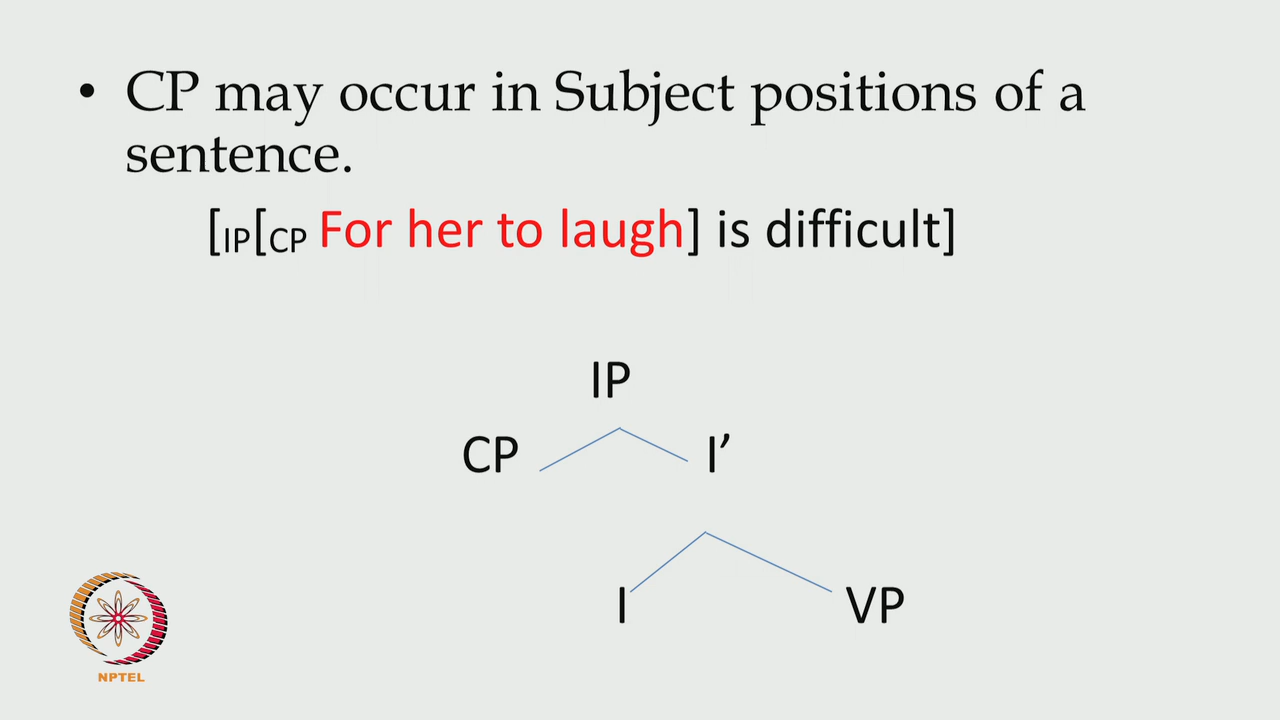 • CP may occur in Subject positions of a
sentence.
[IP[CP For her to laugh] is difficult]
IP
CP I’
I VP
NPTEL